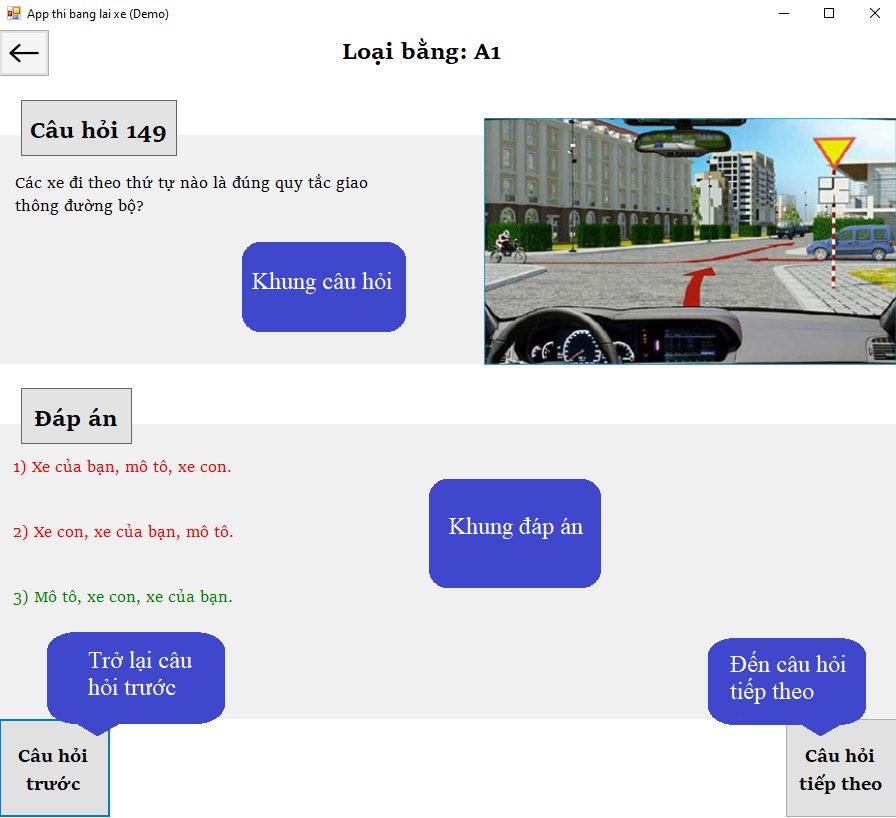 App thi bang lai xe (Demo)
Loại bằng: A1
Câu hỏi 149
Các xe đi theo thứ tự nào là đúng quy tắc giao
thông đường bộ?
Khung câu hỏi
Đáp án
1) Xe của bạn, mô tô, xe con.
2) Xe con, xe của bạn, mô tô.
3) Mô tô, xe con, xe của bạn.
Khung đáp án
Trở lại câu
hỏi trước
Đến câu hỏi
tiếp theo
Câu hỏi
trước
Câu hỏi
tiếp theo